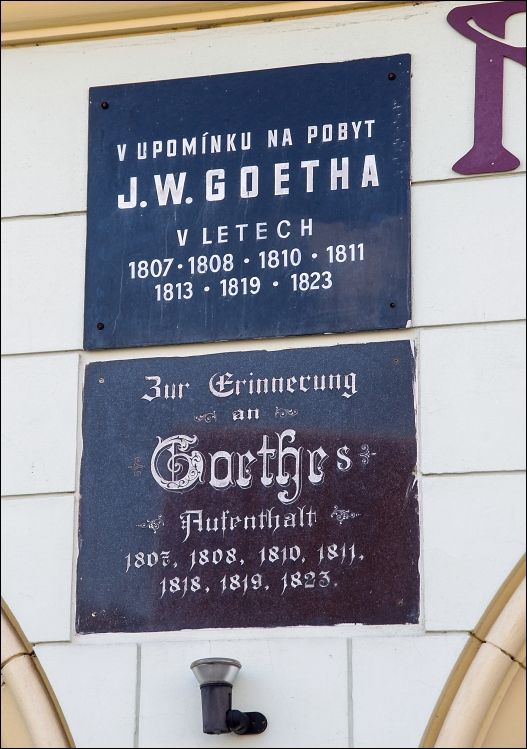 V UPOMÍNKU NA POBYT
J.W. GOETHA
V LETECH
1807 · 1808 · 1810 · 1811
1813 · 1819 · 1823
Zur Erinnerung
an
Goethes
Aufenthalt
1807, 1808, 1810, 1811,
1818, 1819, 1823.